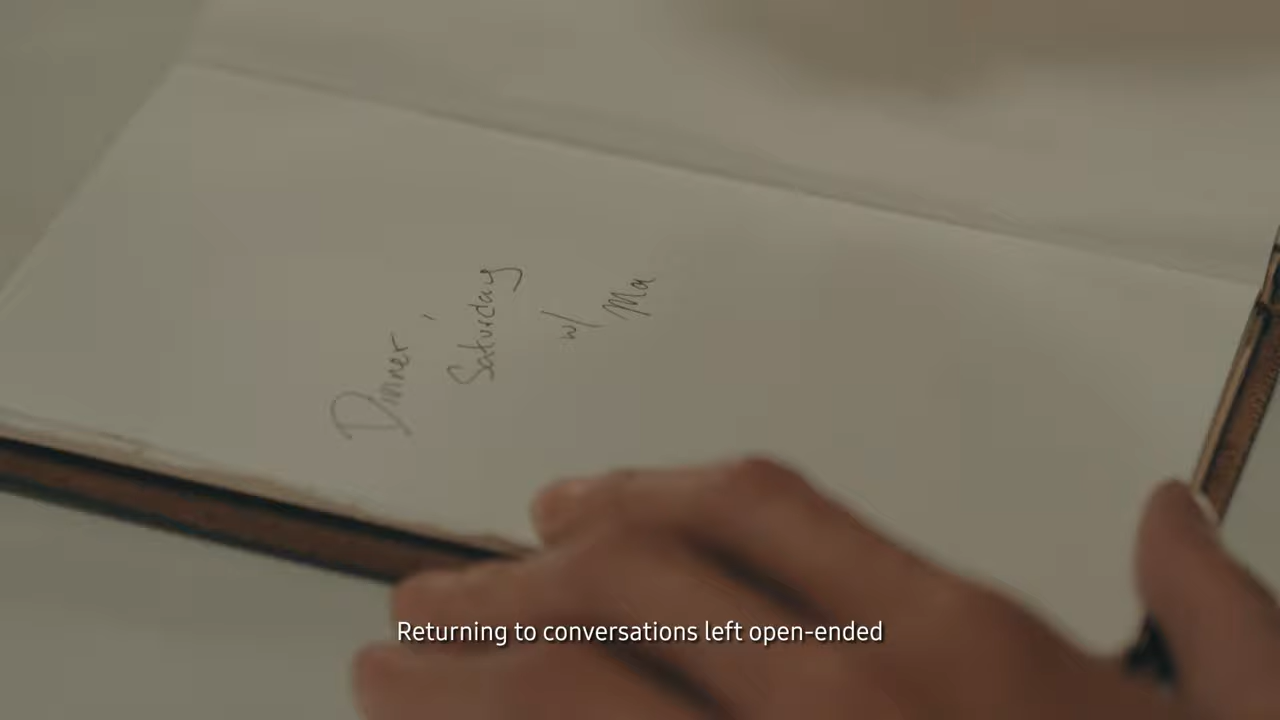 Dinner,
Saturday
w/ Ma
Returning to conversations left open-ended